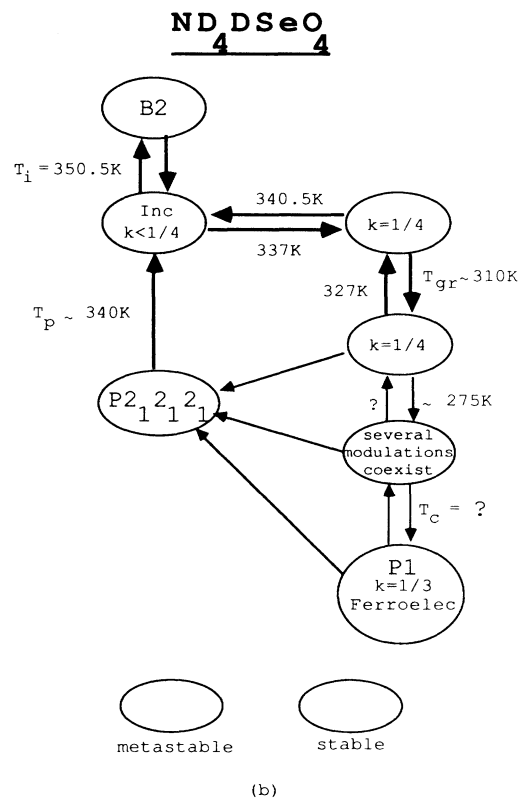 ND4DSeO4
B2
Ti = 350.5K
Inc
k<1/4
340.5K
337K
k=1/4
Tgr~310K
327K
Tp ~ 340K
k=1/4
P212121
? ~ 275K
several
modulations
coexist
Tc = ?
P1
k=1/3
Ferroelec
metastable stable
(b)